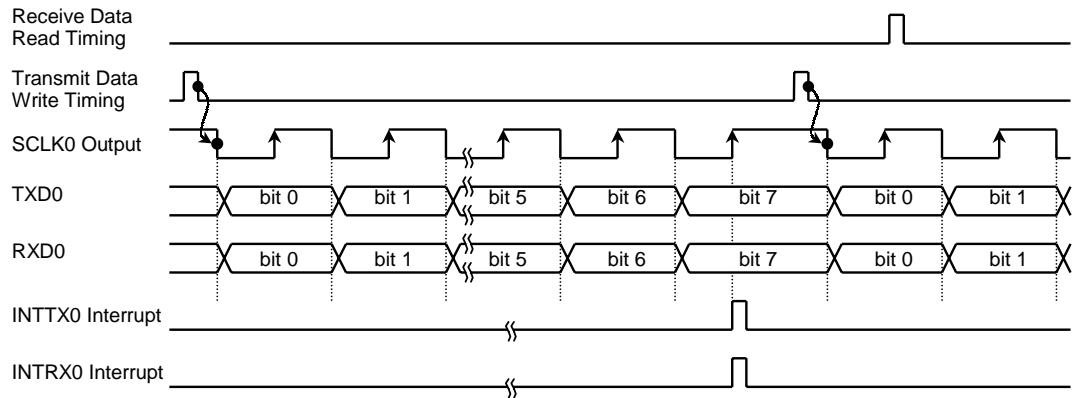 Receive Data
Read Timing
Transmit Data
Write Timing
SCLK0 Output
TXD0
bit 0 bit 1 bit 5 bit 6 bit 7 bit 0 bit 1
RXD0
bit 0 bit 1 bit 5 bit 6 bit 7 bit 0 bit 1
INTTX0 Interrupt
INTRX0 Interrupt